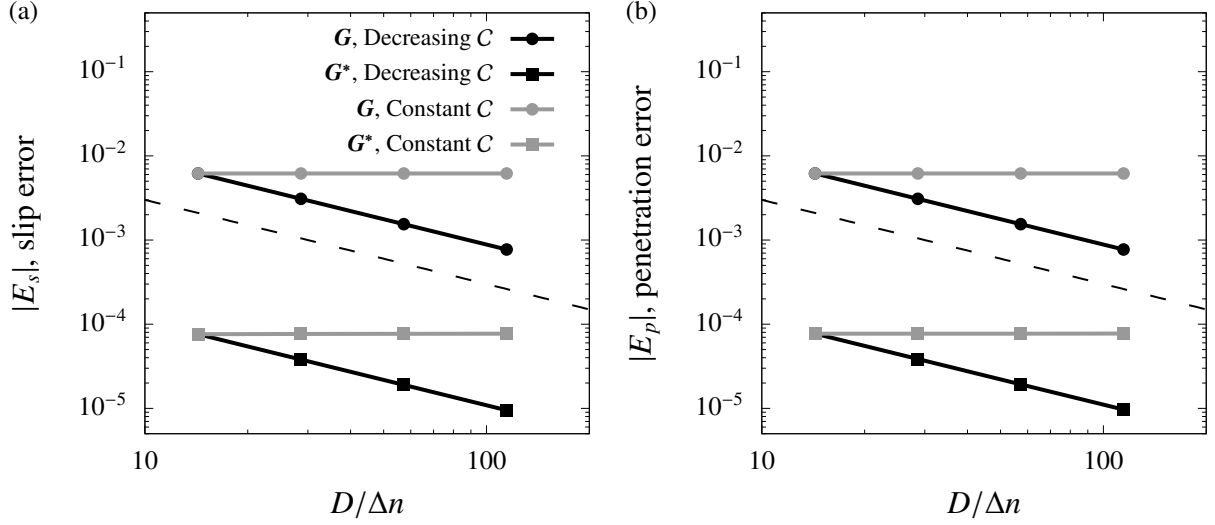 (a)
|E_s|, slip error
10^{-1}
10^{-2}
10^{-3}
10^{-4}
10^{-5}
G, Decreasing C
G*, Decreasing C
G, Constant C
G*, Constant C
10
100
D/Δn
(b)
|E_p|, penetration error
10^{-1}
10^{-2}
10^{-3}
10^{-4}
10^{-5}
10
100
D/Δn